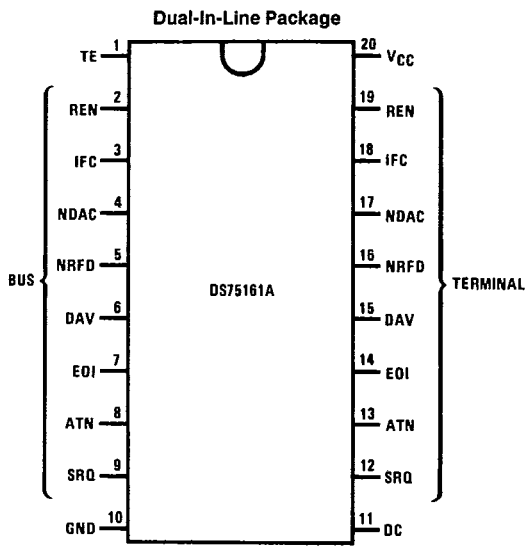 Dual-In-Line Package
TE 1 20 VCC
REN 2 19 REN
IFC 3 18 IFC
NDAC 4 17 NDAC
NRFD 5 16 NRFD
BUS DS75161A TERMINAL
DAV 6 15 DAV
EOI 7 14 EOI
ATN 8 13 ATN
SRQ 9 12 SRQ
GND 10 11 DC